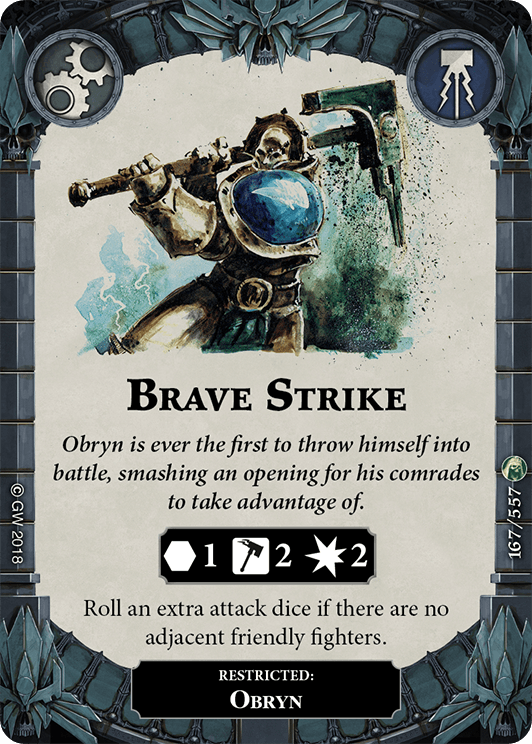 BRAVE STRIKE
Obryn is ever the first to throw himself into
battle, smashing an opening for his comrades
to take advantage of.
1 2 2
Roll an extra attack dice if there are no
adjacent friendly fighters.
RESTRICTED:
OBRYN
© GW 2018
167/557